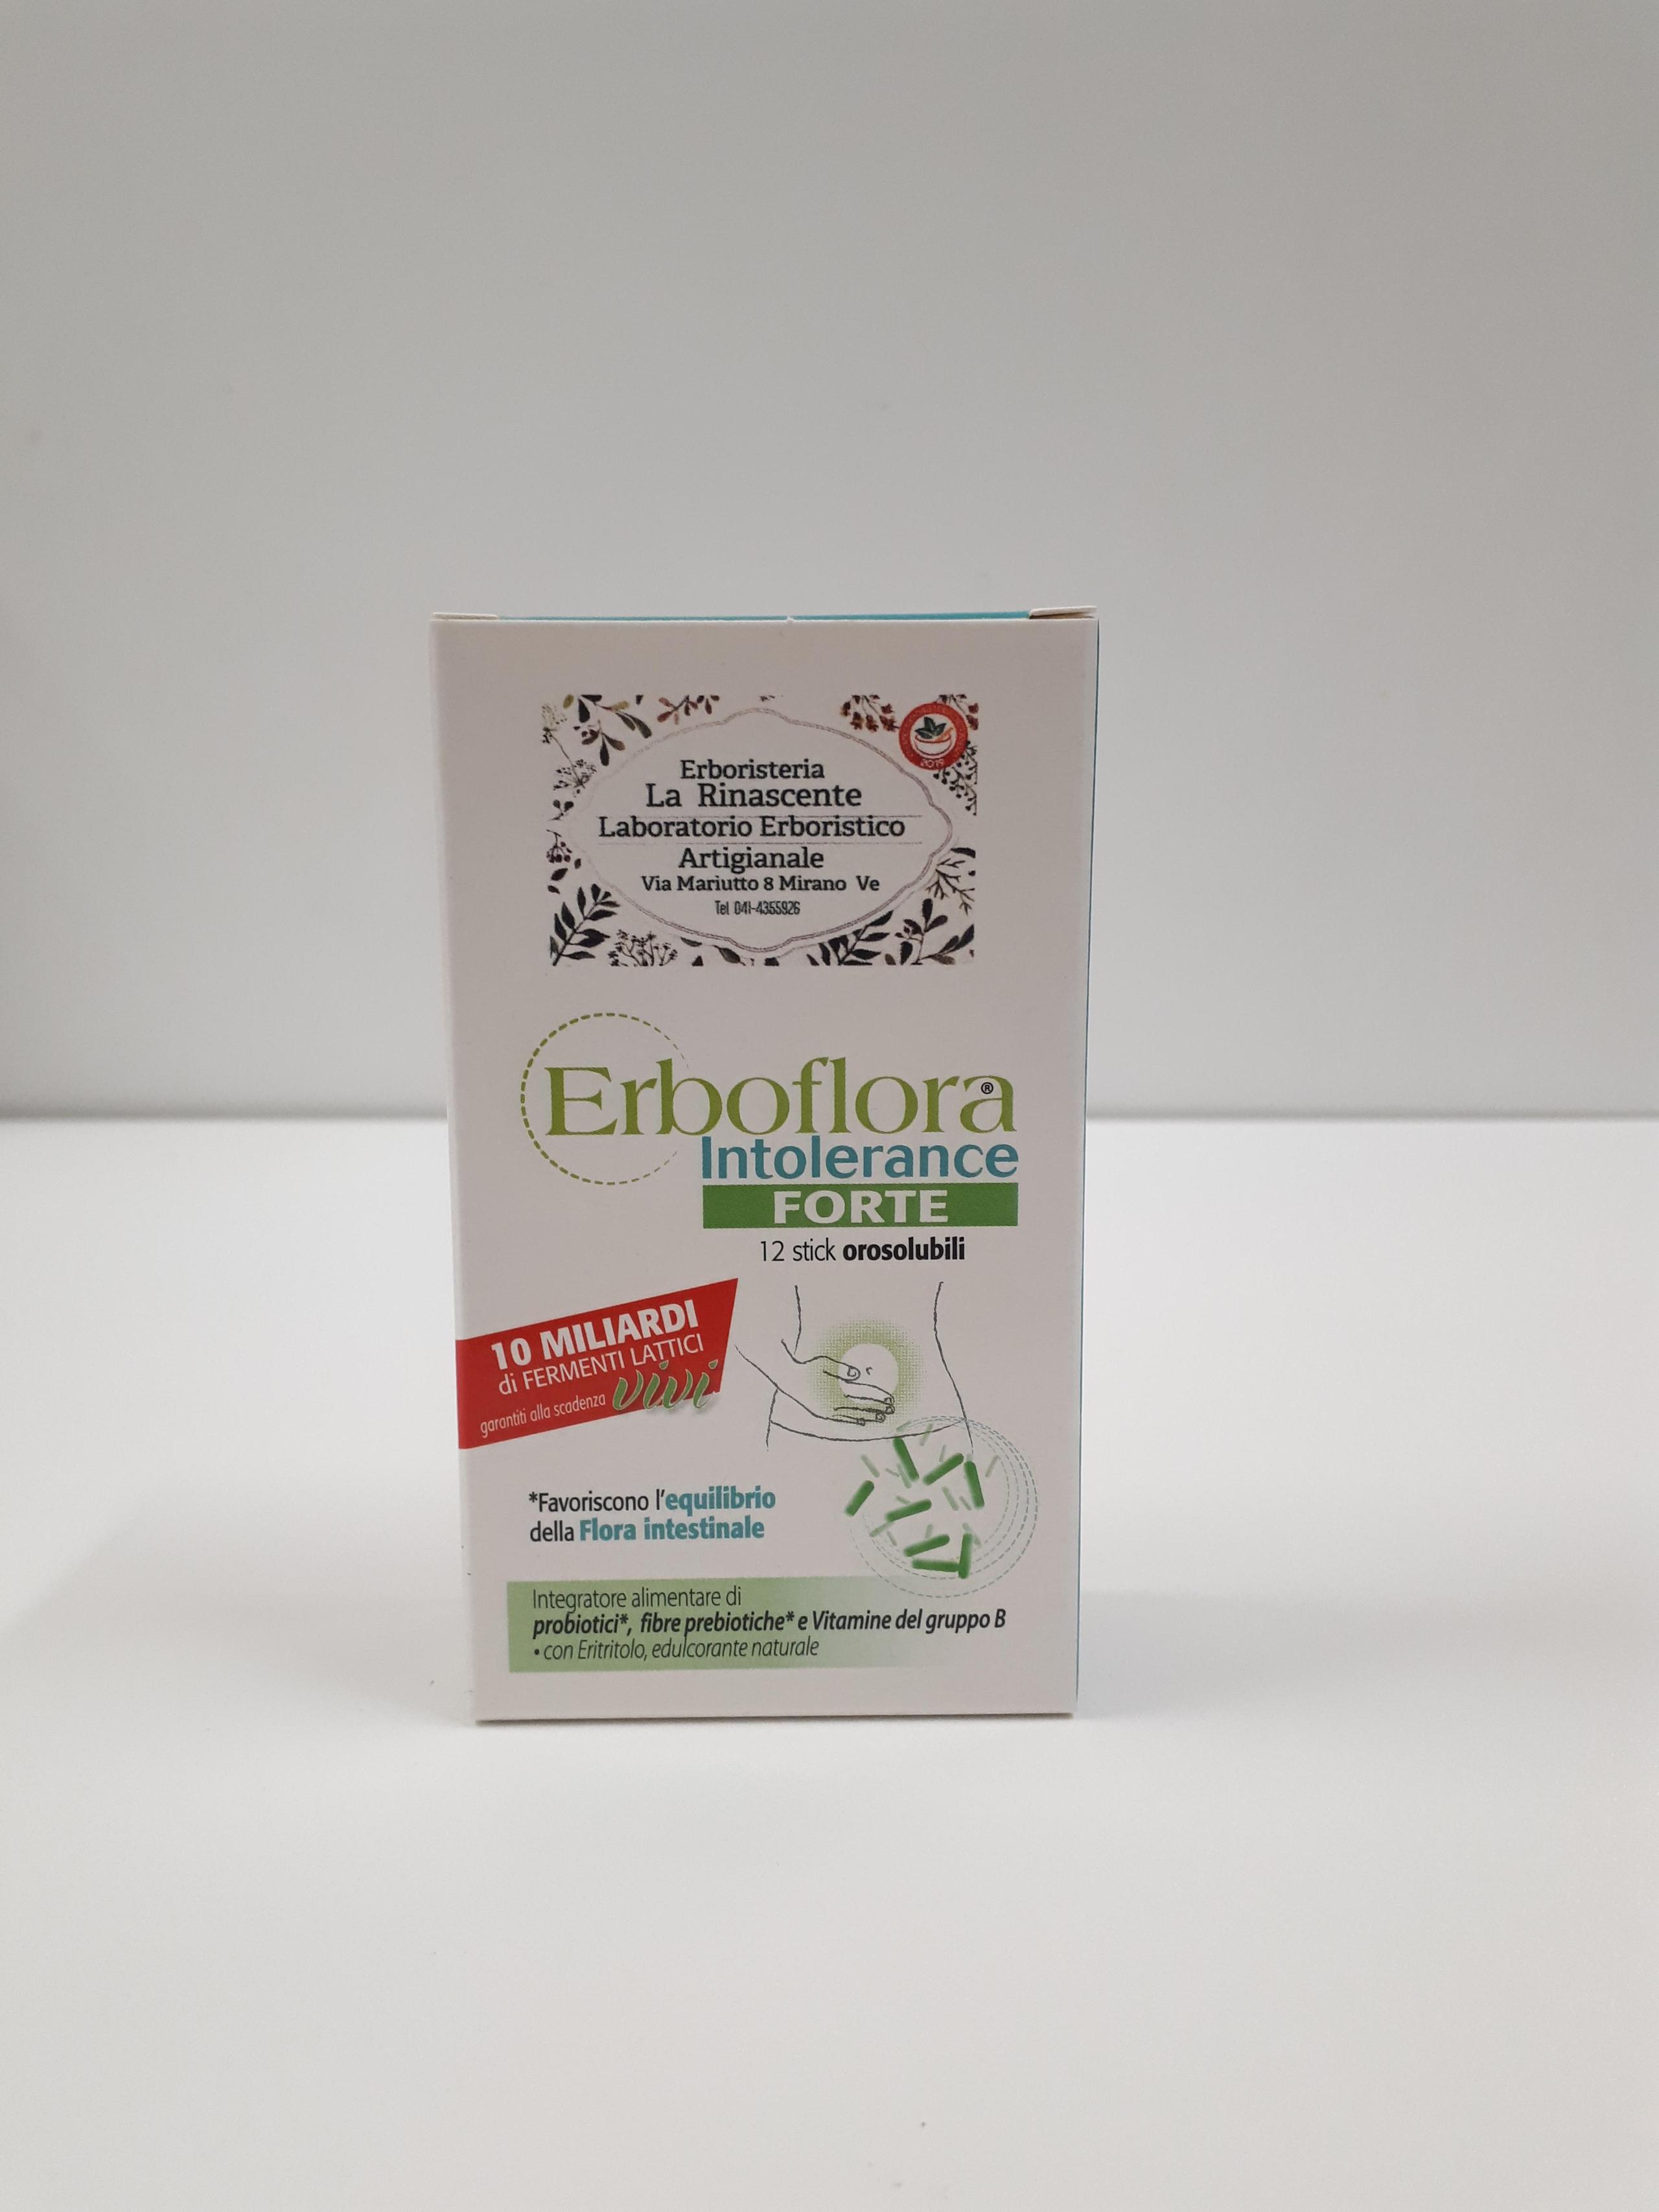 Erboristeria
La Rinascente
Laboratorio Erboristico
Artigianale
Via Mariutto 8 Mirano Ve
Tel 041-4355926
2019
Erboflora®
Intolerance
FORTE
12 stick orosolubili
10 MILIARDI
di FERMENTI LATTICI
garantiti alla scadenza vivi
*Favoriscono l'equilibrio
della Flora intestinale
Integratore alimentare di
probiotici*, fibre prebiotiche* e Vitamine del gruppo B
• con Eritritolo, edulcorante naturale